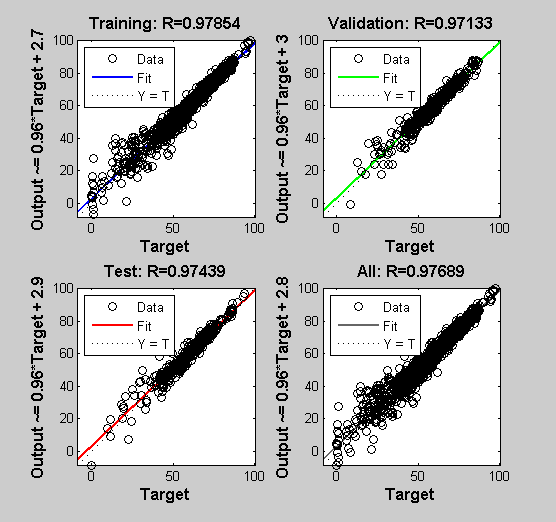 Training: R=0.97854
Output ~= 0.96*Target + 2.7
100
80
60
40
20
0
Data
Fit
Y = T
0
50
100
Target
Validation: R=0.97133
Output ~= 0.96*Target + 3
100
80
60
40
20
0
Data
Fit
Y = T
0
50
100
Target
Test: R=0.97439
Output ~= 0.96*Target + 2.9
100
80
60
40
20
0
Data
Fit
Y = T
0
50
100
Target
All: R=0.97689
Output ~= 0.96*Target + 2.8
100
80
60
40
20
0
Data
Fit
Y = T
0
50
100
Target